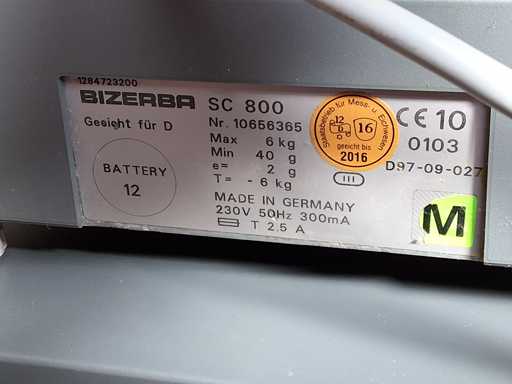 1284723200
BIZERBA SC 800
Gesicht für D
Nr. 10656365
Max 6 kg
Min 40 g
e= 2 g
T= - 6 kg
BATTERY
12
MADE IN GERMANY
230V 50Hz 300mA
T 2.5 A
Staatsbetrieb für Mess- u. Eichwesen
12
D
16
geeicht bis
2016
III
CE 10
0103
D97-09-027
M